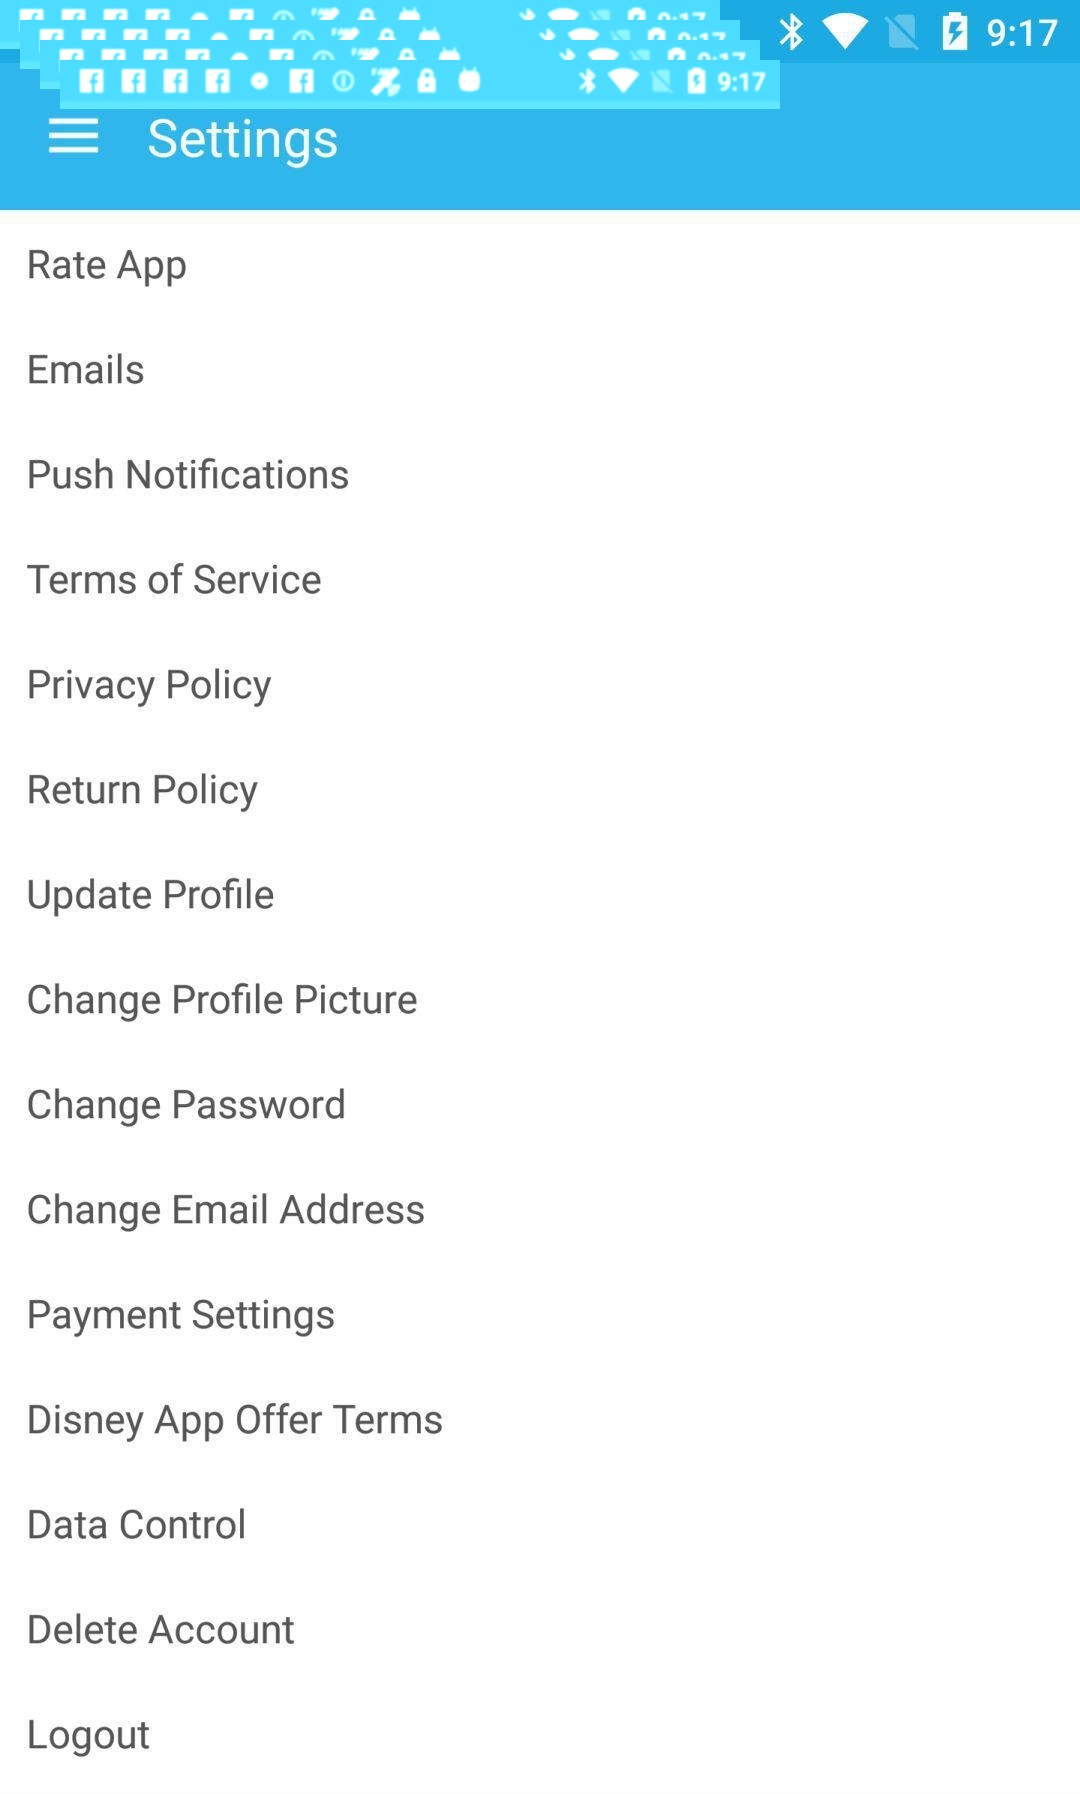 9:17
9:17
Settings
Rate App
Emails
Push Notifications
Terms of Service
Privacy Policy
Return Policy
Update Profile
Change Profile Picture
Change Password
Change Email Address
Payment Settings
Disney App Offer Terms
Data Control
Delete Account
Logout